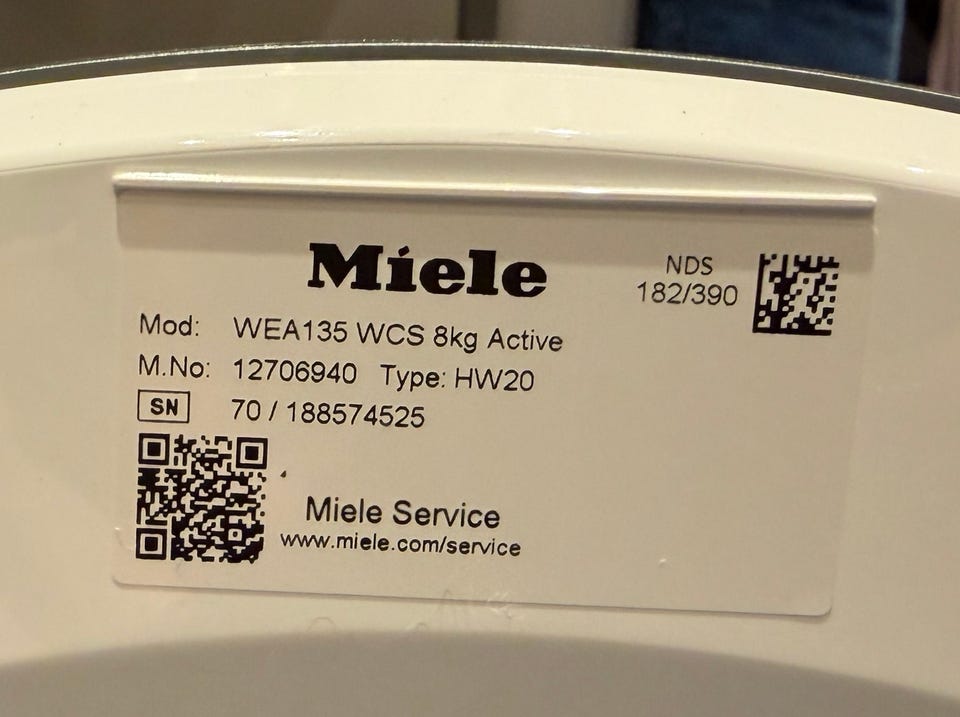 Miele
NDS
182/390
Mod: WEA135 WCS 8kg Active
M.No: 12706940 Type: HW20
SN 70 / 188574525
Miele Service
www.miele.com/service